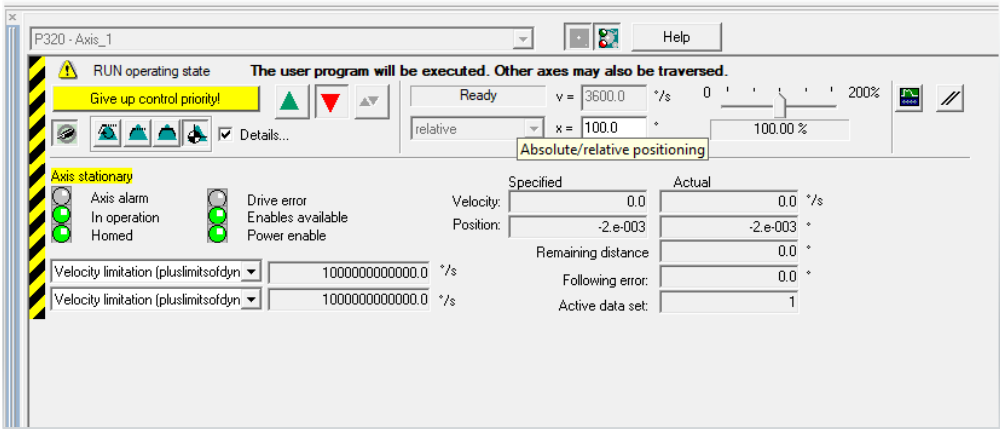 P320 - Axis_1
Help
RUN operating state The user program will be executed. Other axes may also be traversed.
Give up control priority!
Ready
v = 3600.0 °/s
0 200%
Details...
relative
x = 100.0 °
100.00 %
Absolute/relative positioning
Axis stationary
Specified Actual
Axis alarm Drive error Velocity: 0.0 0.0 °/s
In operation Enables available Position: -2.e-003 -2.e-003 °
Homed Power enable
Remaining distance 0.0 °
Velocity limitation (pluslimitsofdyn 1000000000000.0 °/s
Following error: 0.0 °
Velocity limitation (pluslimitsofdyn 1000000000000.0 °/s
Active data set: 1